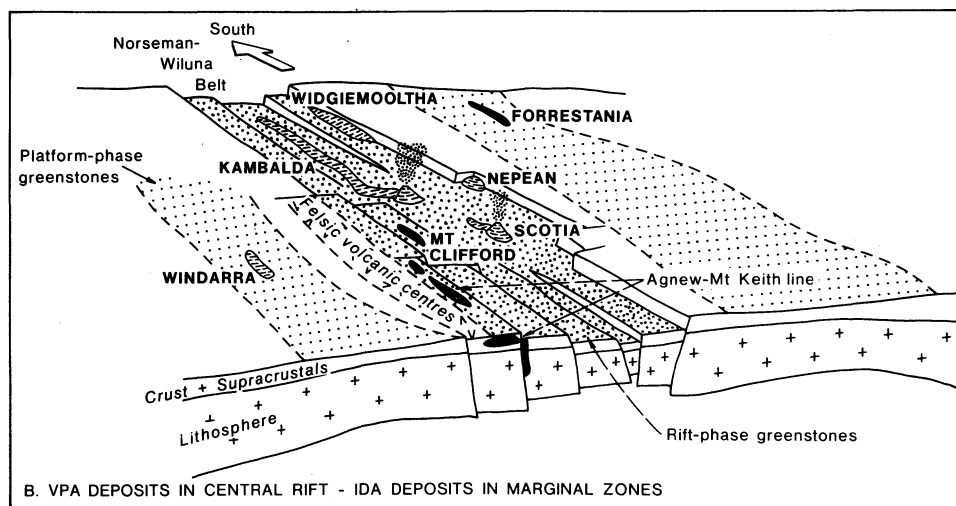 South
Norseman-
Wiluna
Belt
WIDGIEMOOLTHA
FORRESTANIA
Platform-phase
greenstones
KAMBALDA
NEPEAN
SCOTIA
MT
CLIFFORD
Felsic volcanic centres
WINDARRA
Agnew-Mt Keith line
Crust + Supracrustals
Lithosphere
Rift-phase greenstones
B. VPA DEPOSITS IN CENTRAL RIFT - IDA DEPOSITS IN MARGINAL ZONES